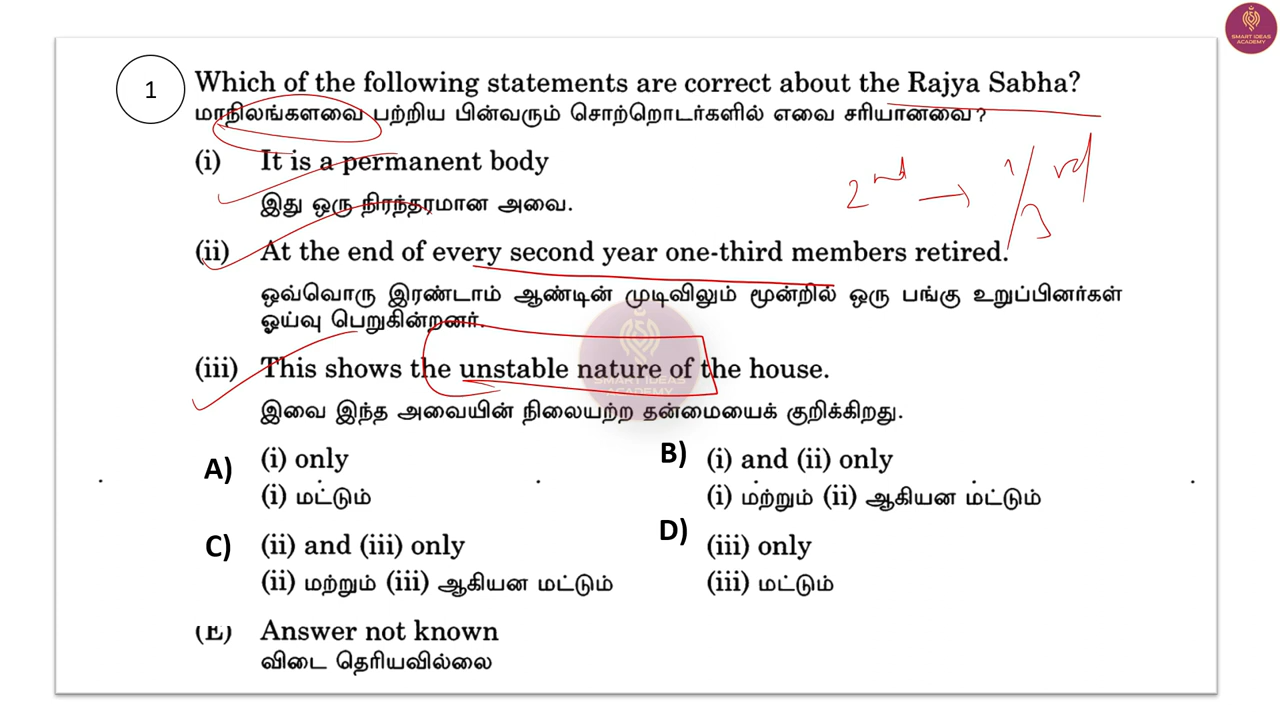 SMART IDEAS
ACADEMY
1
Which of the following statements are correct about the Rajya Sabha?
மாநிலங்களவை பற்றிய பின்வரும் சொற்றொடர்களில் எவை சரியானவை?
(i) It is a permanent body
இது ஒரு நிரந்தரமான அவை.
2nd → 1/3 rd
(ii) At the end of every second year one-third members retired.
ஒவ்வொரு இரண்டாம் ஆண்டின் முடிவிலும் மூன்றில் ஒரு பங்கு உறுப்பினர்கள்
ஓய்வு பெறுகின்றனர்.
(iii) This shows the unstable nature of the house.
SMART IDEAS
ACADEMY
இவை இந்த அவையின் நிலையற்ற தன்மையைக் குறிக்கிறது.
A) (i) only
(i) மட்டும்
B) (i) and (ii) only
(i) மற்றும் (ii) ஆகியன மட்டும்
C) (ii) and (iii) only
(ii) மற்றும் (iii) ஆகியன மட்டும்
D) (iii) only
(iii) மட்டும்
(E) Answer not known
விடை தெரியவில்லை